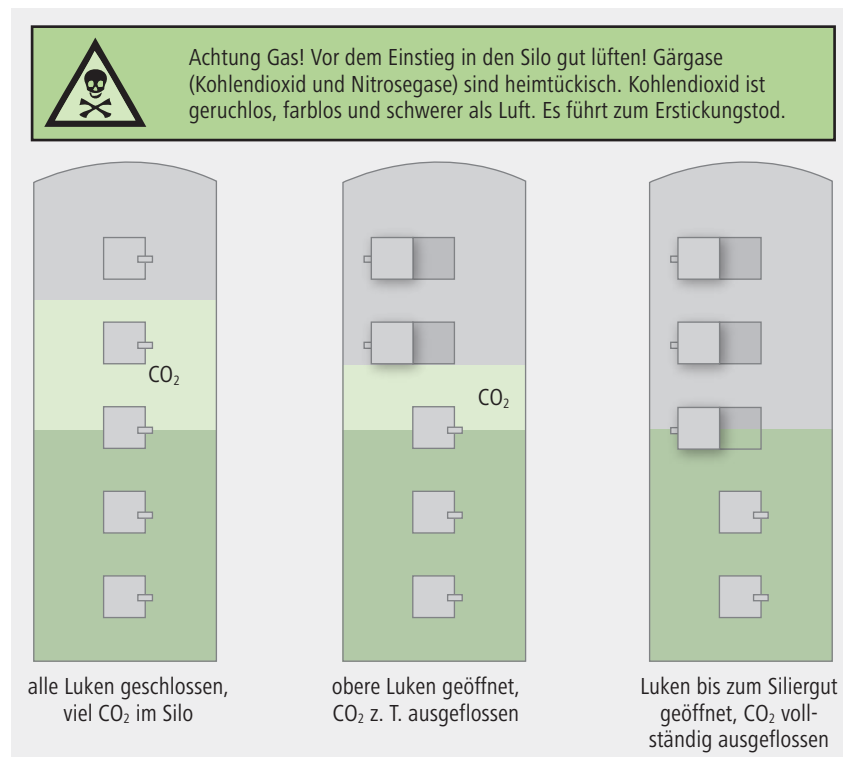 Achtung Gas! Vor dem Einstieg in den Silo gut lüften! Gärgase
(Kohlendioxid und Nitrosegase) sind heimtückisch. Kohlendioxid ist
geruchlos, farblos und schwerer als Luft. Es führt zum Erstickungstod.
CO₂
CO₂
alle Luken geschlossen,
viel CO₂ im Silo
obere Luken geöffnet,
CO₂ z. T. ausgeflossen
Luken bis zum Siliergut
geöffnet, CO₂ voll-
ständig ausgeflossen